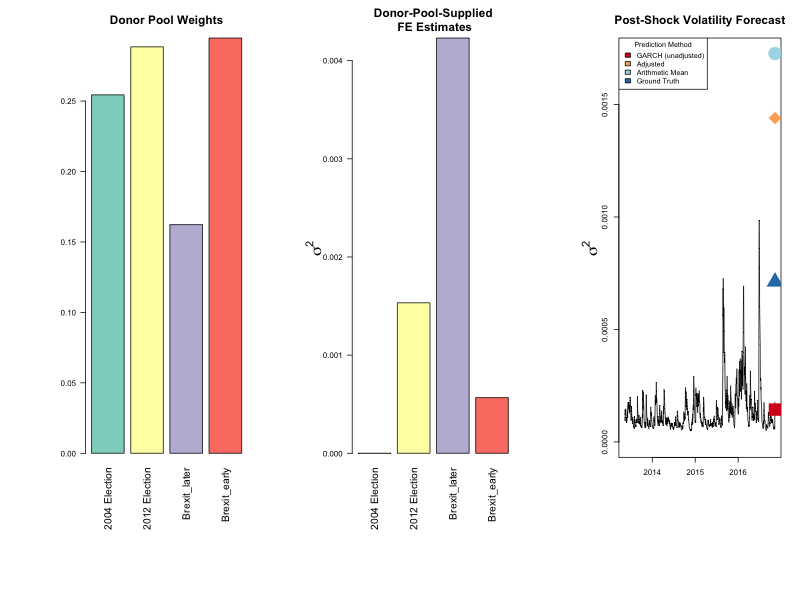 Donor Pool Weights
0.00
0.05
0.10
0.15
0.20
0.25
2004 Election
2012 Election
Brexit_later
Brexit_early
Donor-Pool-Supplied
FE Estimates
σ2
0.000
0.001
0.002
0.003
0.004
2004 Election
2012 Election
Brexit_later
Brexit_early
Post-Shock Volatility Forecast
σ2
0.0000
0.0005
0.0010
0.0015
2014
2015
2016
Prediction Method
GARCH (unadjusted)
Adjusted
Arithmetic Mean
Ground Truth